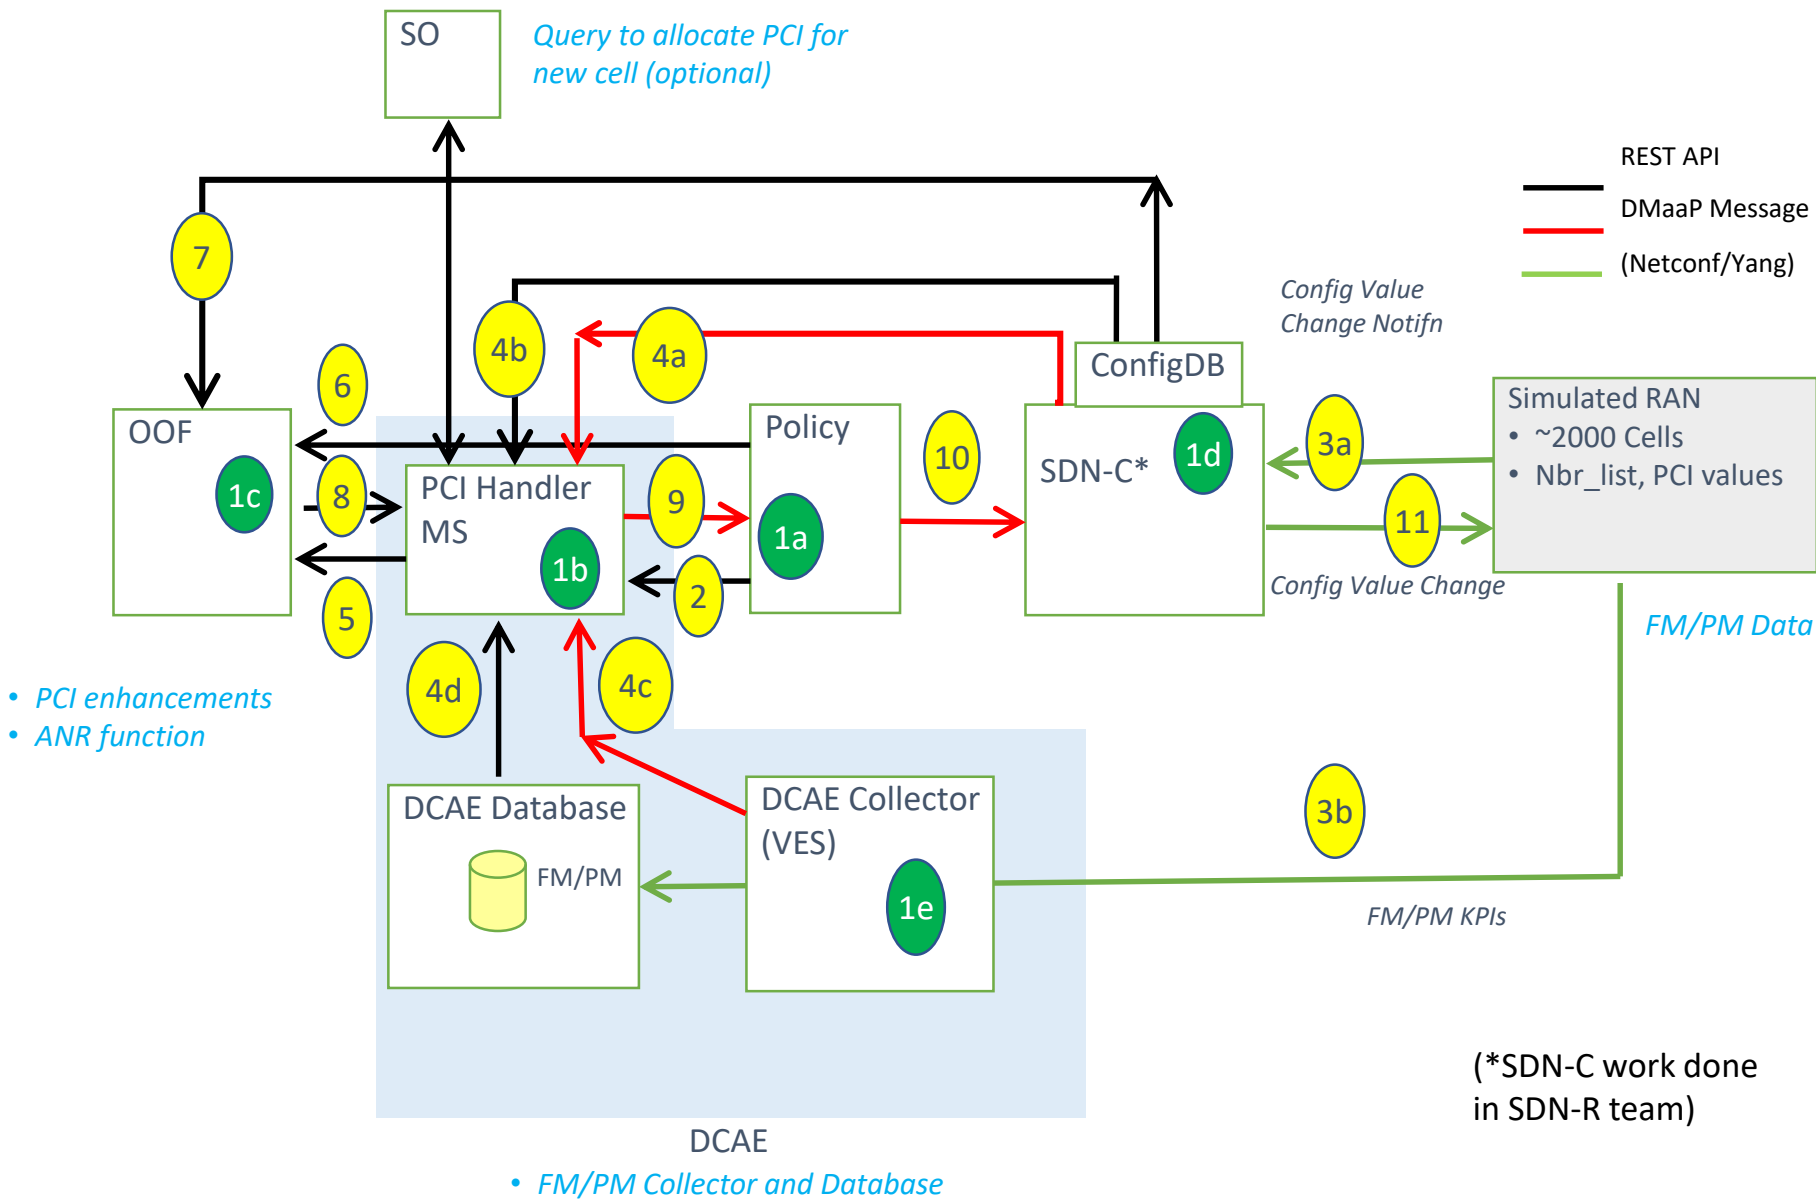 SO
Query to allocate PCI for
new cell (optional)
REST API
DMaaP Message
(Netconf/Yang)
7
Config Value
Change Notifn
4b
4a
6
ConfigDB
OOF
1c
8
PCI Handler
MS
1b
9
Policy
1a
10
SDN-C*
1d
3a
Simulated RAN
• ~2000 Cells
• Nbr_list, PCI values
11
5
2
Config Value Change
FM/PM Data
4d
4c
• PCI enhancements
• ANR function
DCAE Database
FM/PM
DCAE Collector
(VES)
1e
3b
FM/PM KPIs
(*SDN-C work done
in SDN-R team)
DCAE
• FM/PM Collector and Database